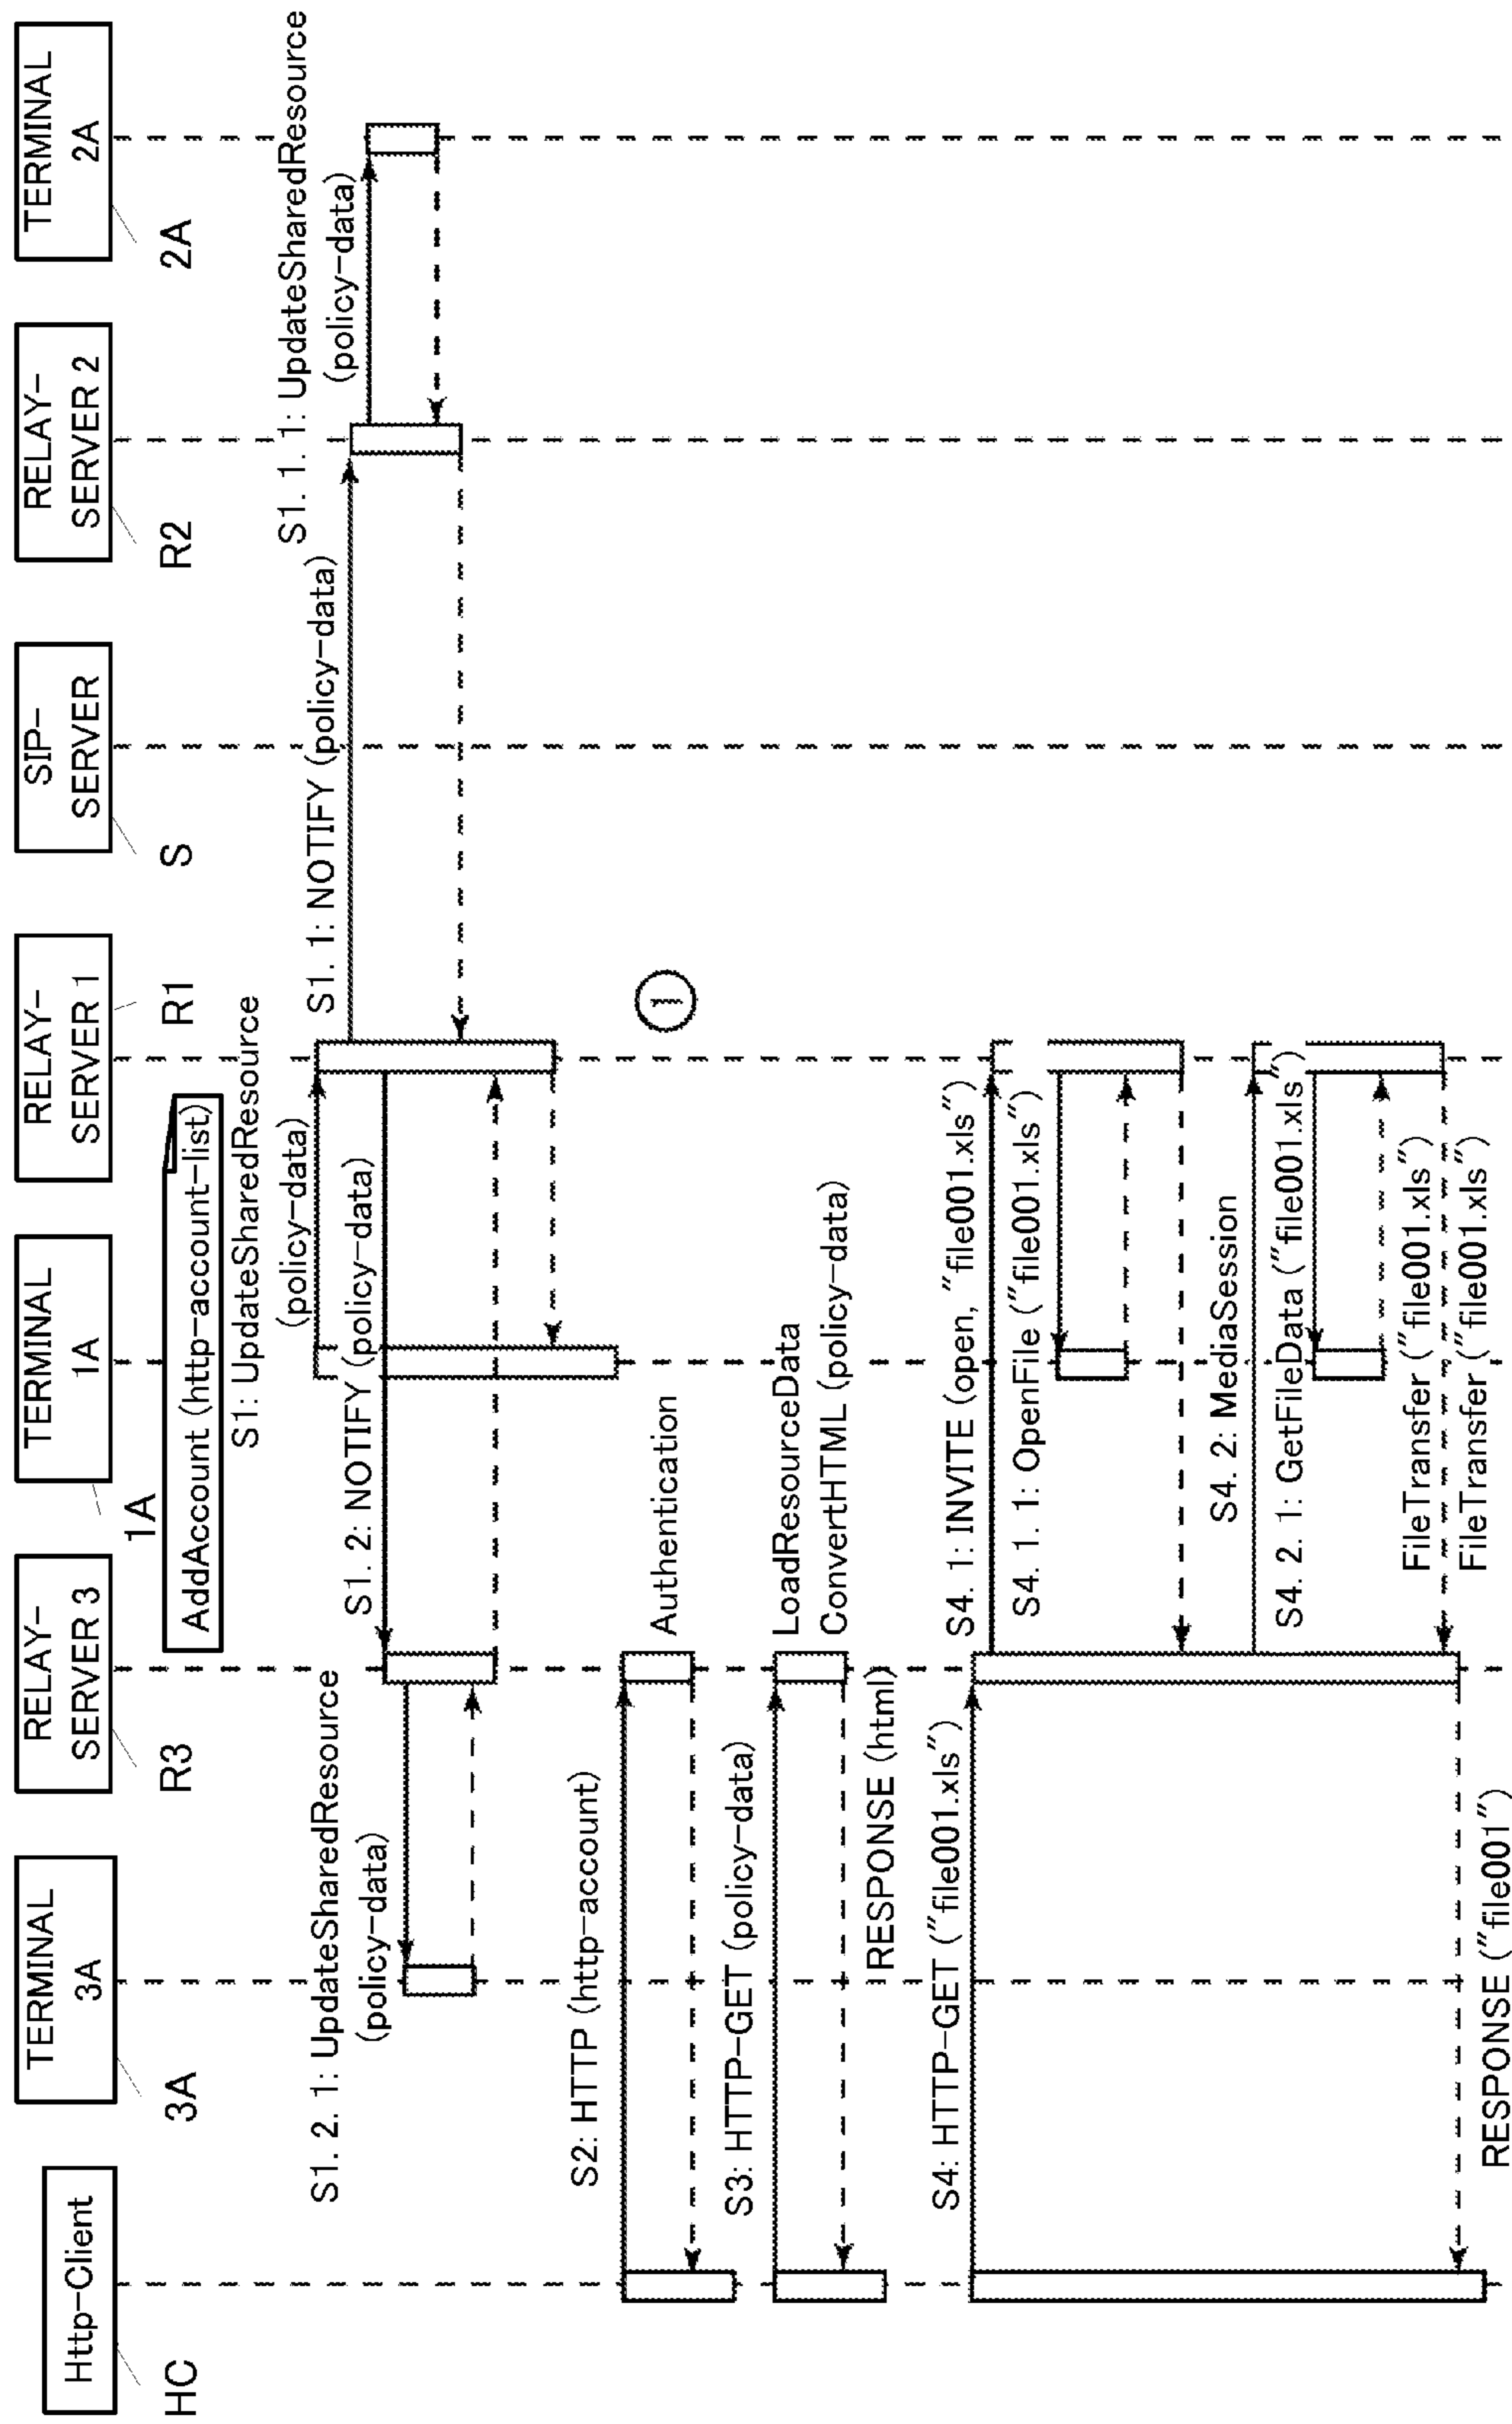 Http-Client
TERMINAL
3A
RELAY-
SERVER 3
TERMINAL
1A
RELAY-
SERVER 1
SIP-
SERVER
RELAY-
SERVER 2
TERMINAL
2A
HC
3A
R3
1A
R1
S
R2
2A
AddAccount (http-account-list)
S1: UpdateSharedResource
(policy-data)
S1. 1: NOTIFY (policy-data)
S1. 1. 1: UpdateSharedResource
(policy-data)
S1. 2: NOTIFY (policy-data)
S1. 2. 1: UpdateSharedResource
(policy-data)
1
S2: HTTP (http-account)
Authentication
S3: HTTP-GET (policy-data)
LoadResourceData
ConvertHTML (policy-data)
RESPONSE (html)
S4: HTTP-GET ("file001.xls")
S4. 1: INVITE (open, "file001.xls")
S4. 1. 1: OpenFile ("file001.xls")
S4. 2: MediaSession
S4. 2. 1: GetFileData ("file001.xls")
FileTransfer ("file001.xls")
FileTransfer ("file001.xls")
RESPONSE ("file001")